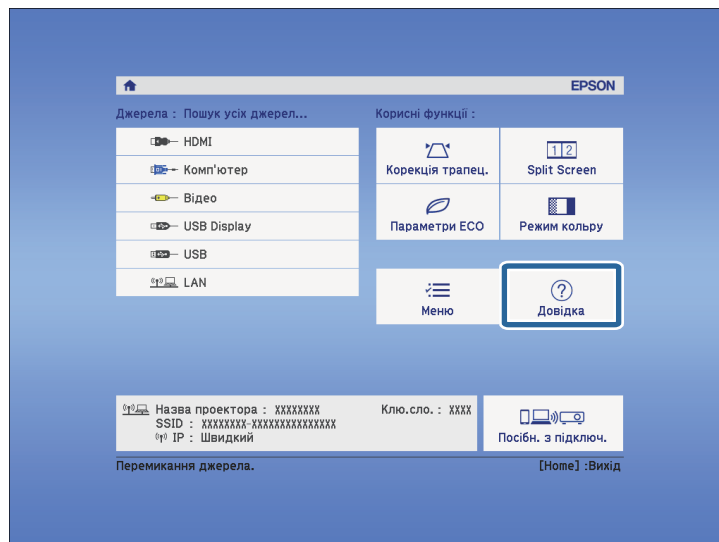 EPSON
Джерела : Пошук усіх джерел...
Корисні функції :
HDMI
Комп'ютер
Відео
USB Display
USB
LAN
Корекція трапец.
1 2
Split Screen
Параметри ECO
Режим кольру
Меню
?
Довідка
Назва проектора : XXXXXXXX
Клю.сло. : XXXX
SSID : XXXXXXXX-XXXXXXXXXXXXXXX
IP : Швидкий
Посібн. з підключ.
Перемикання джерела.
[Home] :Вихід